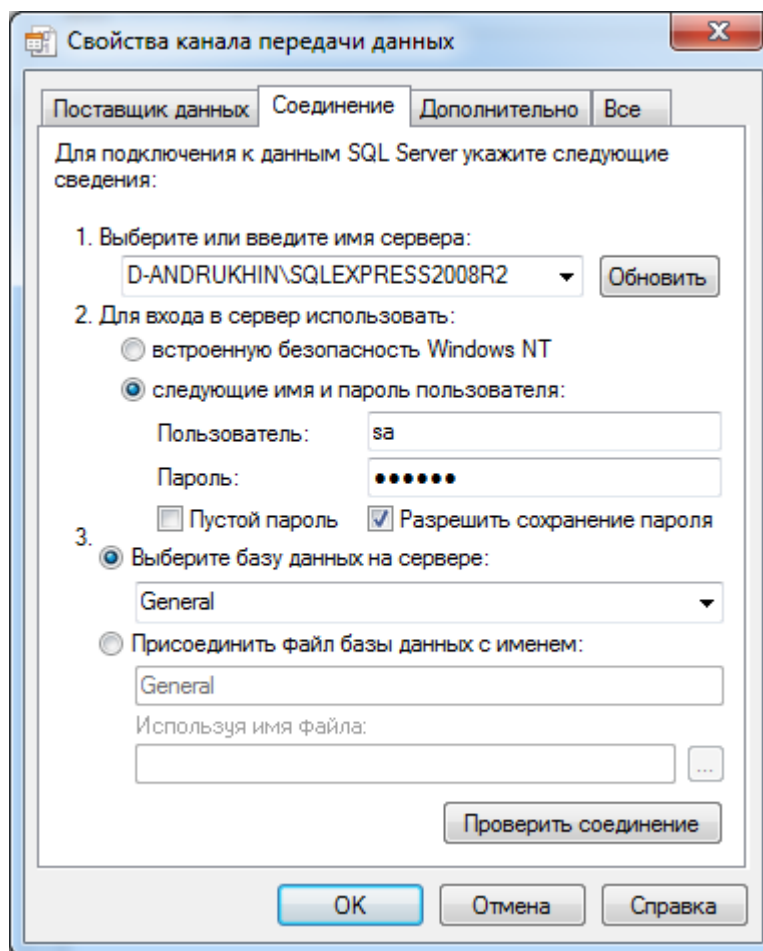 Свойства канала передачи данных
Поставщик данных Соединение Дополнительно Все
Для подключения к данным SQL Server укажите следующие
сведения:
1. Выберите или введите имя сервера:
D-ANDRUKHIN\SQLEXPRESS2008R2 Обновить
2. Для входа в сервер использовать:
встроенную безопасность Windows NT
следующие имя и пароль пользователя:
Пользователь: sa
Пароль: ●●●●●●
Пустой пароль Разрешить сохранение пароля
3.
Выберите базу данных на сервере:
General
Присоединить файл базы данных с именем:
General
Используя имя файла:
...
Проверить соединение
OK Отмена Справка